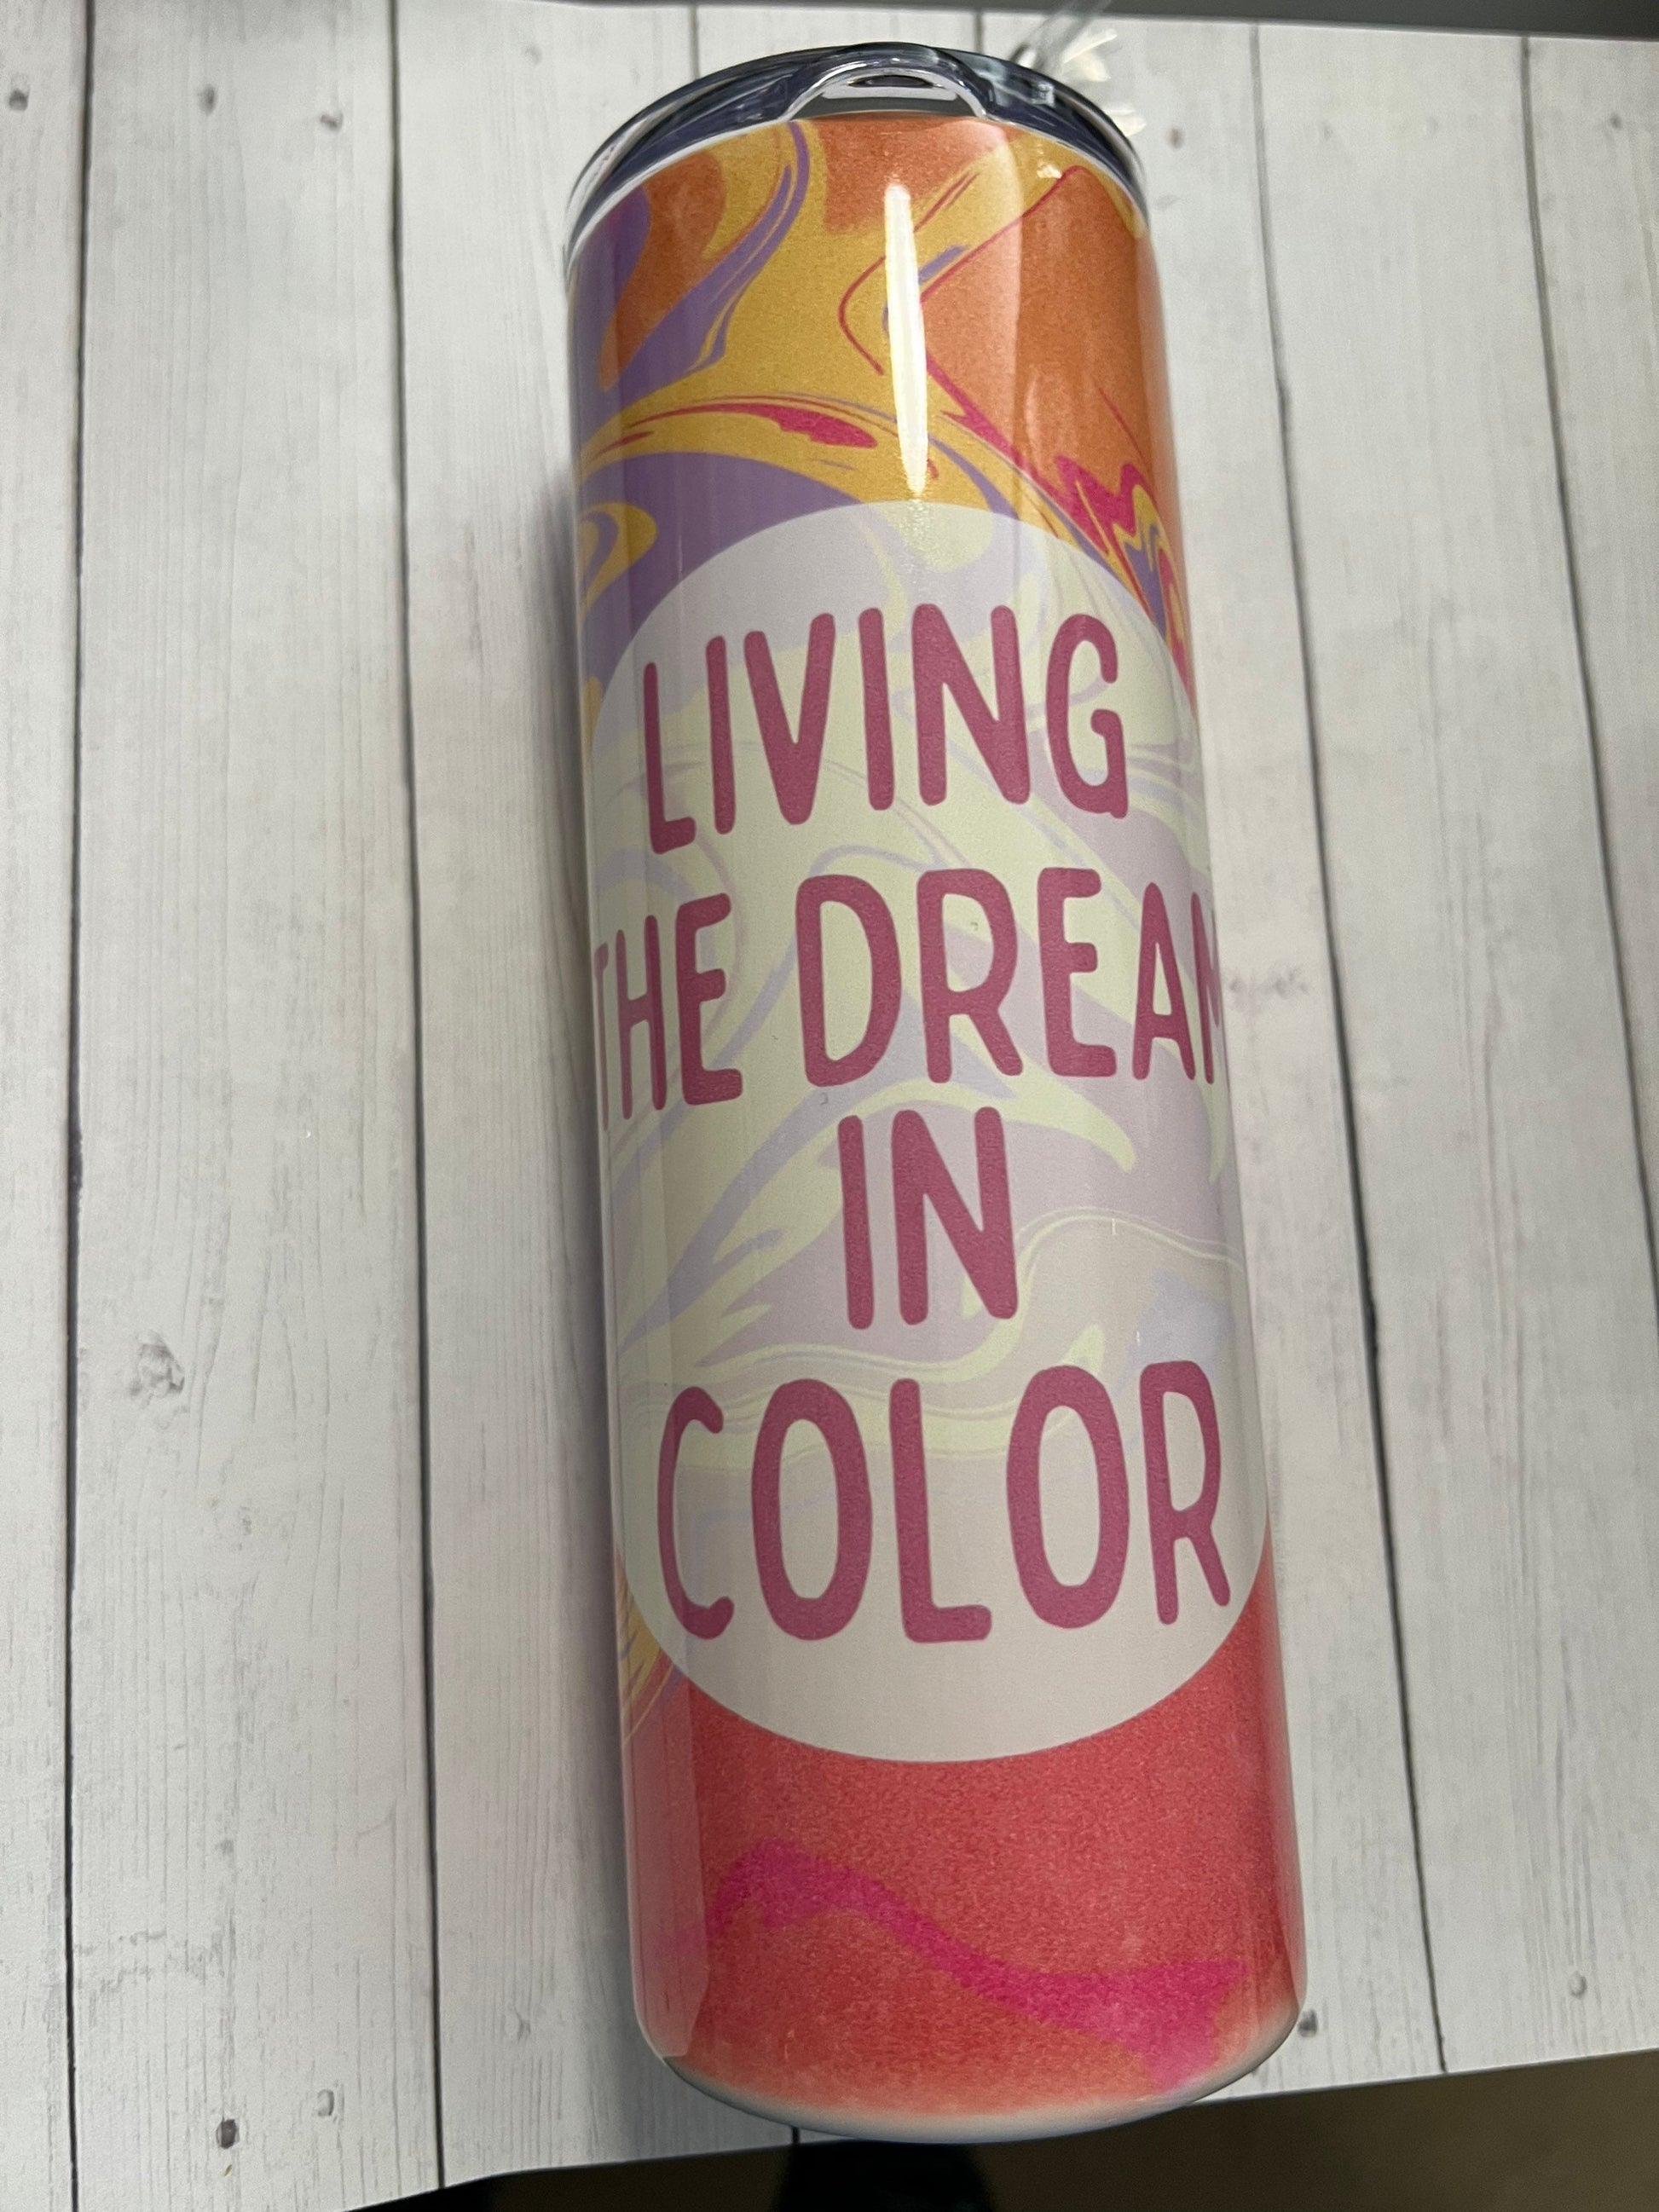 LIVING
THE DREAM
IN
COLOR